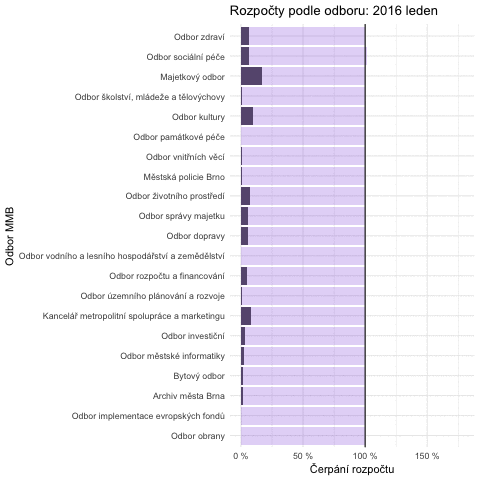 Rozpočty podle odboru: 2016 leden
Odbor MMB
Odbor zdraví
Odbor sociální péče
Majetkový odbor
Odbor školství, mládeže a tělovýchovy
Odbor kultury
Odbor památkové péče
Odbor vnitřních věcí
Městská policie Brno
Odbor životního prostředí
Odbor správy majetku
Odbor dopravy
Odbor vodního a lesního hospodářství a zemědělství
Odbor rozpočtu a financování
Odbor územního plánování a rozvoje
Kancelář metropolitní spolupráce a marketingu
Odbor investiční
Odbor městské informatiky
Bytový odbor
Archiv města Brna
Odbor implementace evropských fondů
Odbor obrany
0 % 50 % 100 % 150 %
Čerpání rozpočtu